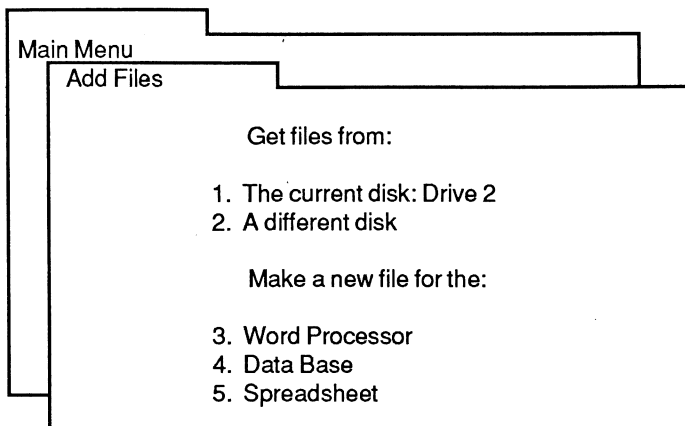 Main Menu
Add Files
Get files from:
1. The current disk: Drive 2
2. A different disk
Make a new file for the:
3. Word Processor
4. Data Base
5. Spreadsheet